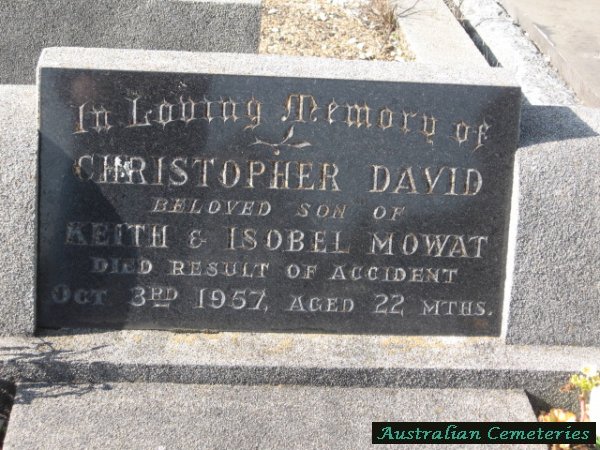 In Loving Memory of
CHRISTOPHER DAVID
BELOVED SON OF
KEITH & ISOBEL MOWAT
DIED RESULT OF ACCIDENT
OCT 3RD 1957, AGED 22 MTHS.
Australian Cemeteries